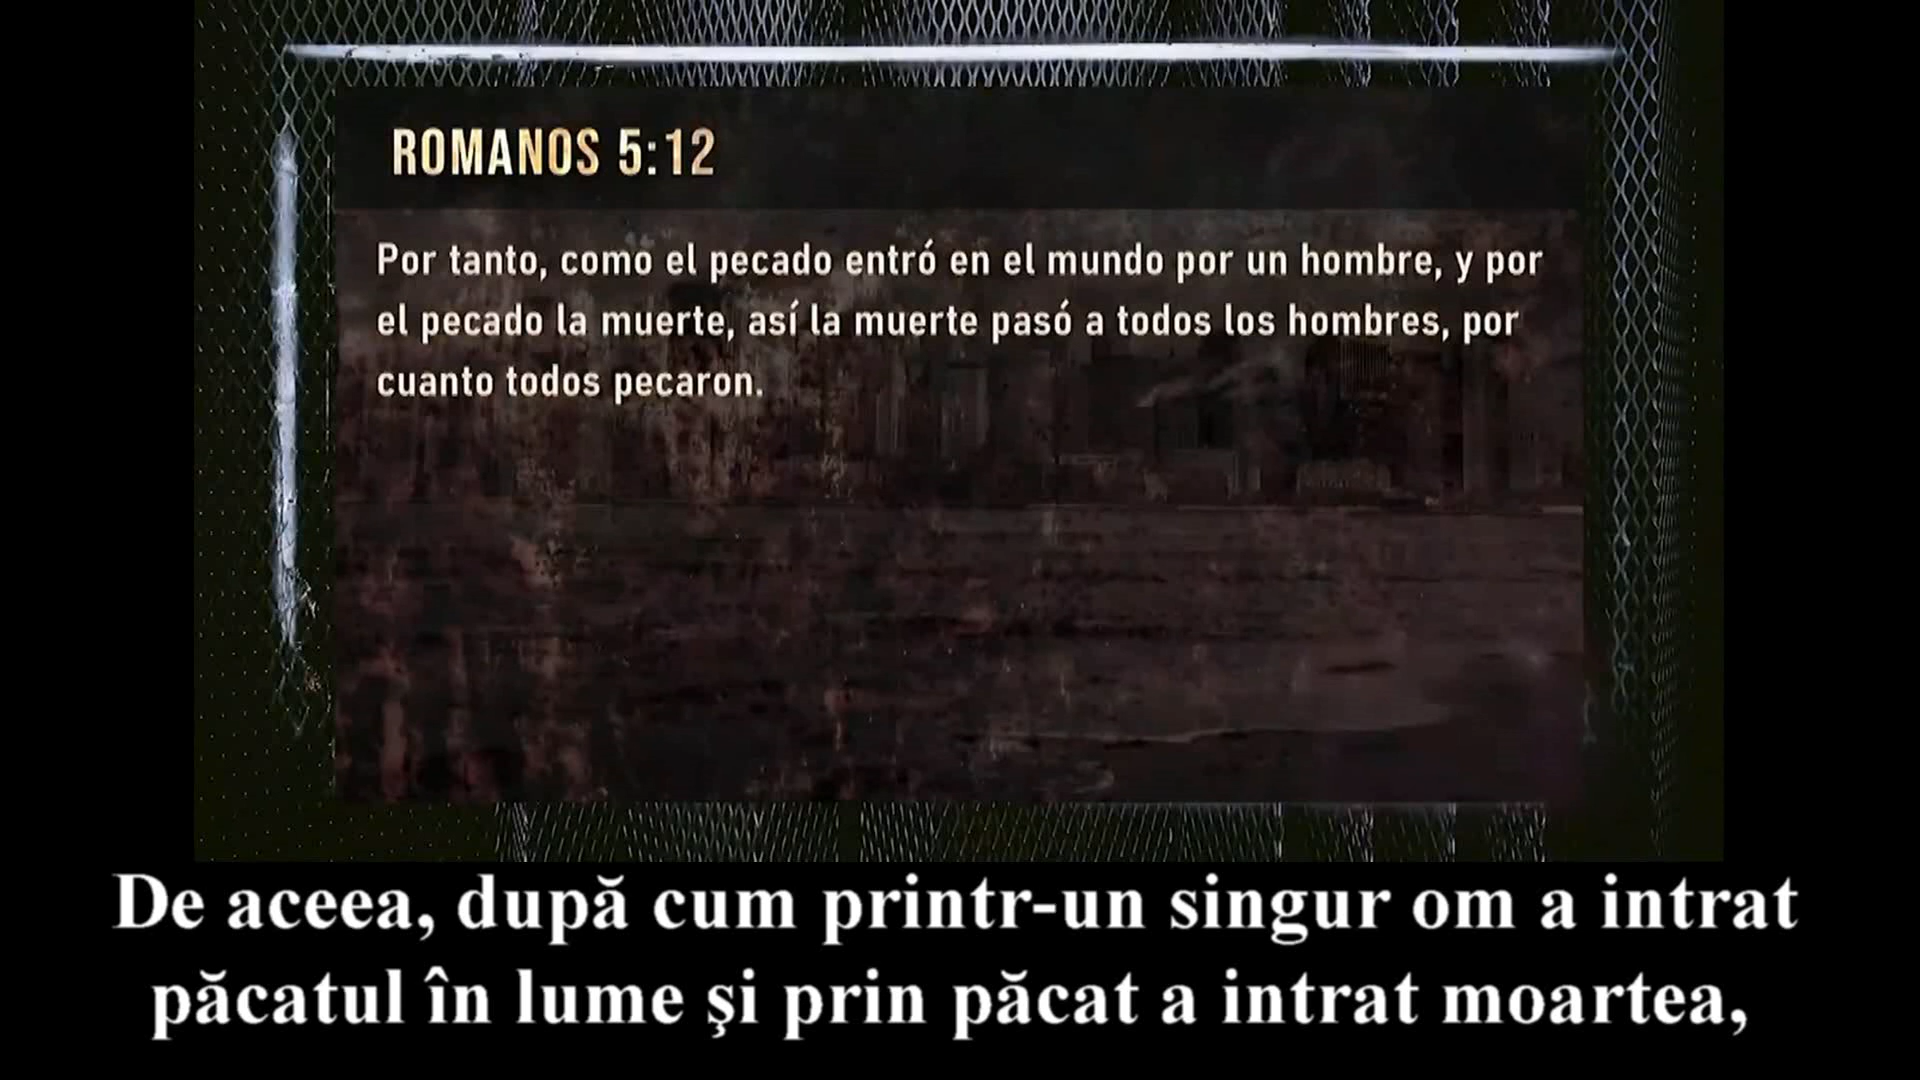 ROMANOS 5:12
Por tanto, como el pecado entró en el mundo por un hombre, y por
el pecado la muerte, así la muerte pasó a todos los hombres, por
cuanto todos pecaron.
De aceea, după cum printr-un singur om a intrat
păcatul în lume şi prin păcat a intrat moartea,